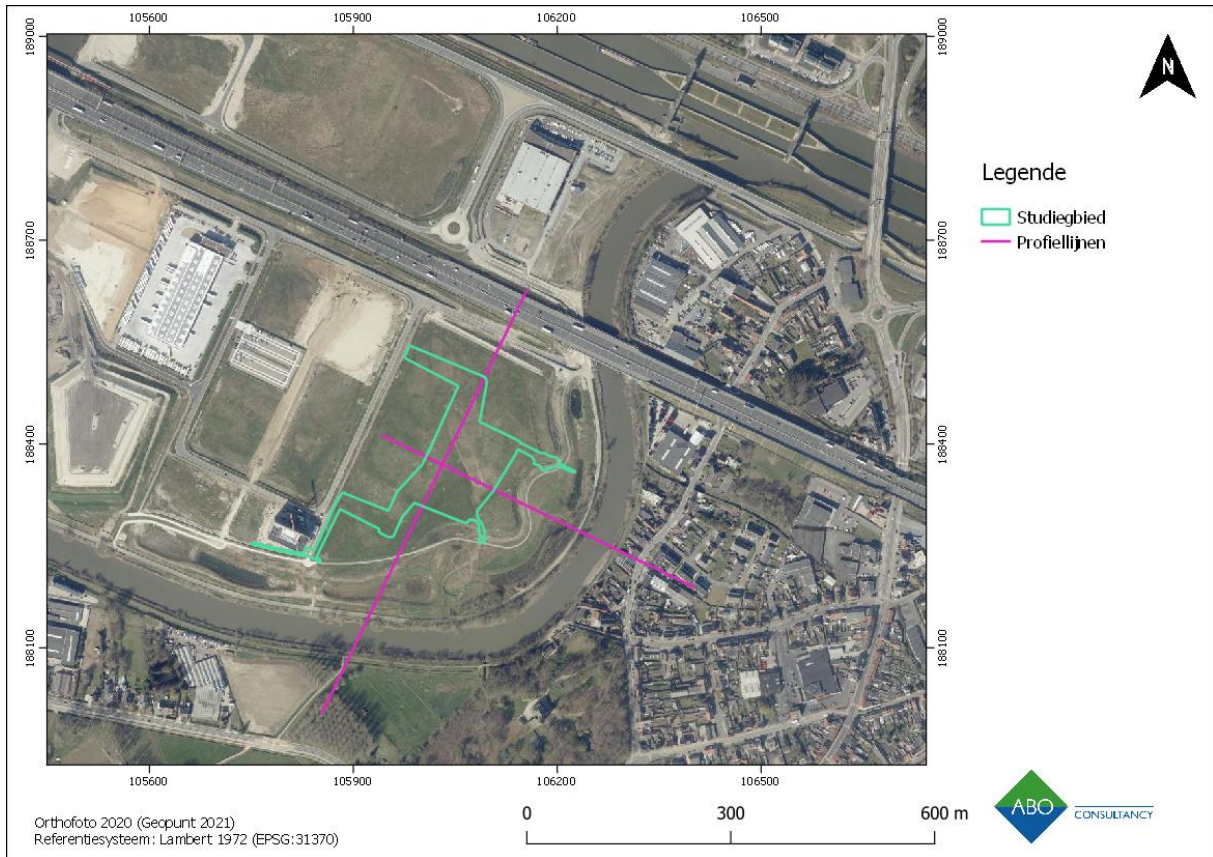 105600 105900 106200 106500
189000 189000
N
Legende
Studiegbied
Profiellijnen
188700 188700
188400 188400
188100 188100
105600 105900 106200 106500
0 300 600 m
Orthofoto 2020 (Geopunt 2021)
Referentiesysteem: Lambert 1972 (EPSG:31370)
ABO CONSULTANCY